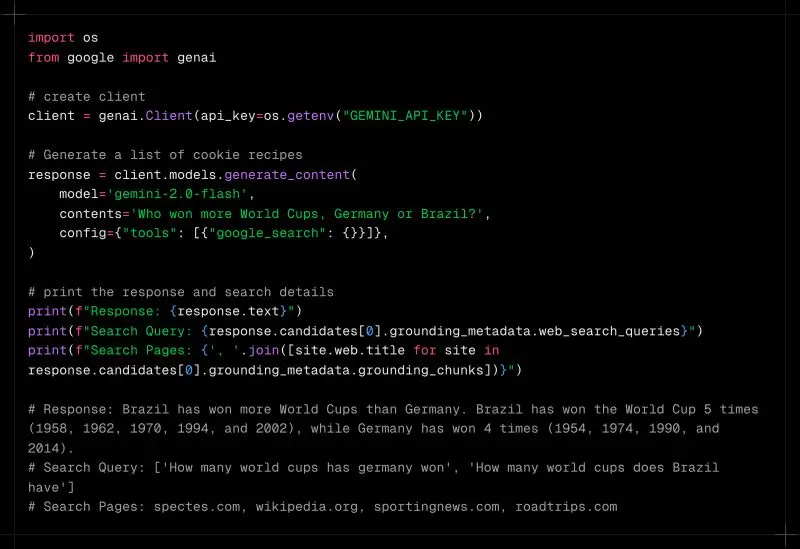 import os
from google import genai
# create client
client = genai.Client(api_key=os.getenv("GEMINI_API_KEY"))
# Generate a list of cookie recipes
response = client.models.generate_content(
    model='gemini-2.0-flash',
    contents='Who won more World Cups, Germany or Brazil?',
    config={"tools": [{"google_search": {}}]},
)
# print the response and search details
print(f"Response: {response.text}")
print(f"Search Query: {response.candidates[0].grounding_metadata.web_search_queries}")
print(f"Search Pages: {', '.join([site.web.title for site in
response.candidates[0].grounding_metadata.grounding_chunks])}")
# Response: Brazil has won more World Cups than Germany. Brazil has won the World Cup 5 times
(1958, 1962, 1970, 1994, and 2002), while Germany has won 4 times (1954, 1974, 1990, and
2014).
# Search Query: ['How many world cups has germany won', 'How many world cups does Brazil
have']
# Search Pages: spectes.com, wikipedia.org, sportingnews.com, roadtrips.com